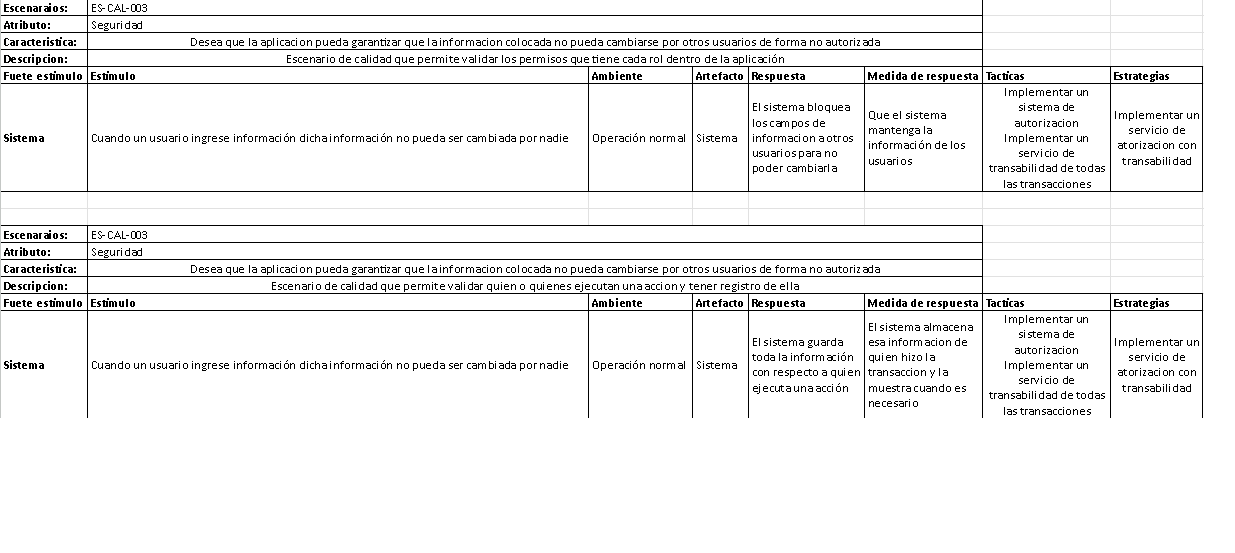 Escenaraios: ES-CAL-003
Atributo: Seguridad
Caracteristica: Desea que la aplicacion pueda garantizar que la informacion colocada no pueda cambiarse por otros usuarios de forma no autorizada
Descripcion: Escenario de calidad que permite validar los permisos que tiene cada rol dentro de la aplicación
Fuete estímulo Estímulo Ambiente Artefacto Respuesta Medida de respuesta Tactícas Estrategias
Sistema
Cuando un usuario ingrese información dicha información no pueda ser cambiada por nadie
Operación normal
Sistema
El sistema bloquea
los campos de
informacion a otros
usuarios para no
poder cambiarla
Que el sistema
mantenga la
información de los
usuarios
Implementar un
sistema de
autorizacion
Implementar un
servicio de
transabilidad de todas
las transacciones
Implementar un
servicio de
atorizacion con
transabilidad
Escenaraios: ES-CAL-003
Atributo: Seguridad
Caracteristica: Desea que la aplicacion pueda garantizar que la informacion colocada no pueda cambiarse por otros usuarios de forma no autorizada
Descripcion: Escenario de calidad que permite validar quien o quienes ejecutan una accion y tener registro de ella
Fuete estímulo Estímulo Ambiente Artefacto Respuesta Medida de respuesta Tactícas Estrategias
Sistema
Cuando un usuario ingrese información dicha información no pueda ser cambiada por nadie
Operación normal
Sistema
El sistema guarda
toda la información
con respecto a quien
ejecuta una acción
El sistema almacena
esa informacion de
quien hizo la
transaccion y la
muestra cuando es
necesario
Implementar un
sistema de
autorizacion
Implementar un
servicio de
transabilidad de todas
las transacciones
Implementar un
servicio de
atorizacion con
transabilidad